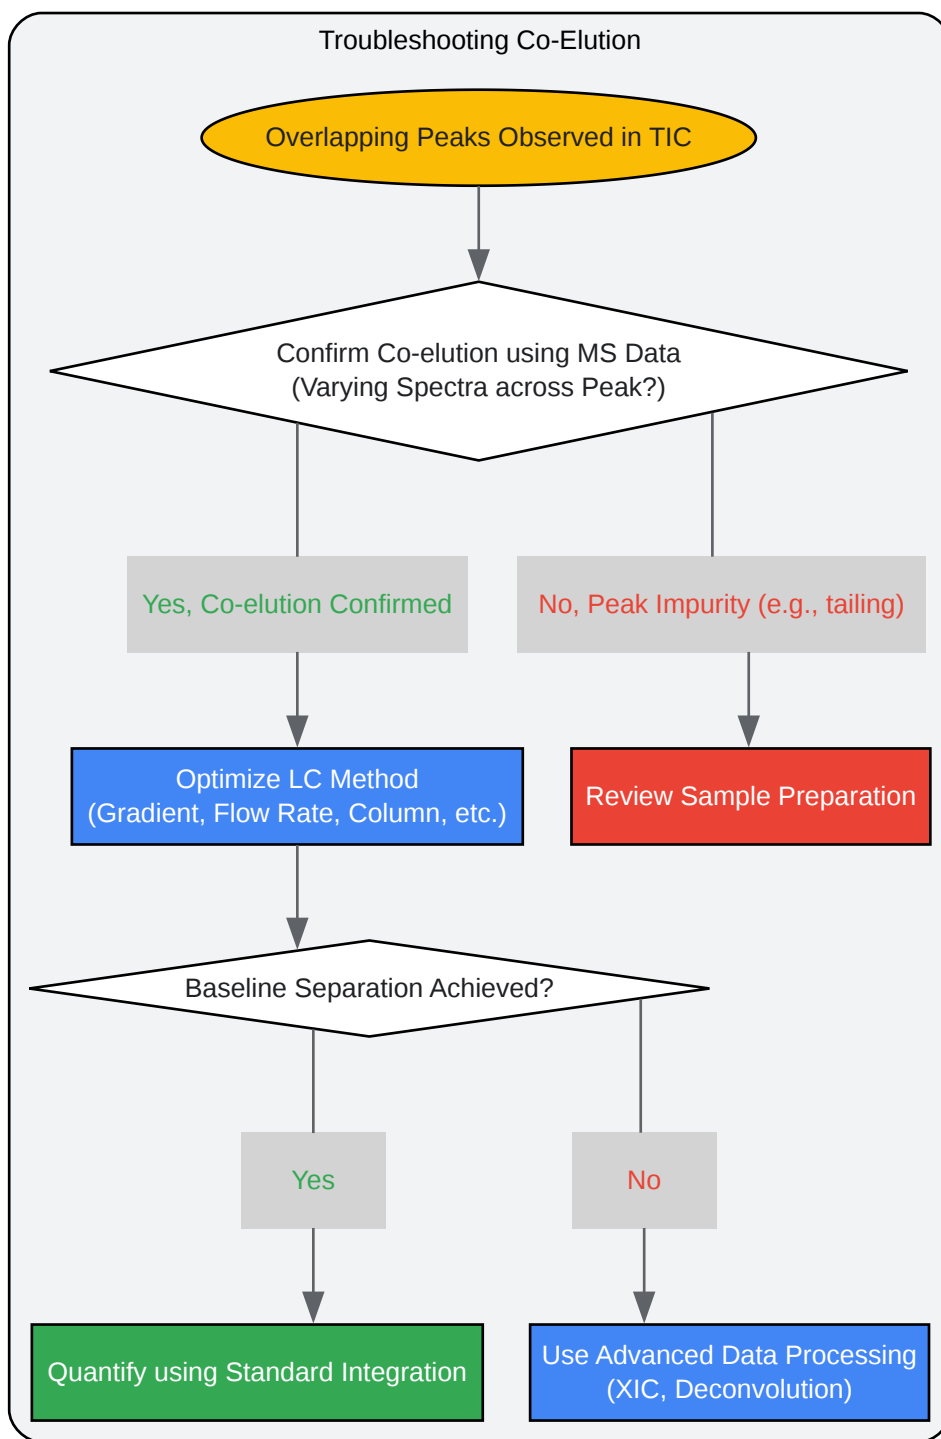 Troubleshooting Co-Elution
Overlapping Peaks Observed in TIC
Confirm Co-elution using MS Data
(Varying Spectra across Peak?)
Yes, Co-elution Confirmed
No, Peak Impurity (e.g., tailing)
Optimize LC Method
(Gradient, Flow Rate, Column, etc.)
Review Sample Preparation
Baseline Separation Achieved?
Yes
No
Quantify using Standard Integration
Use Advanced Data Processing
(XIC, Deconvolution)